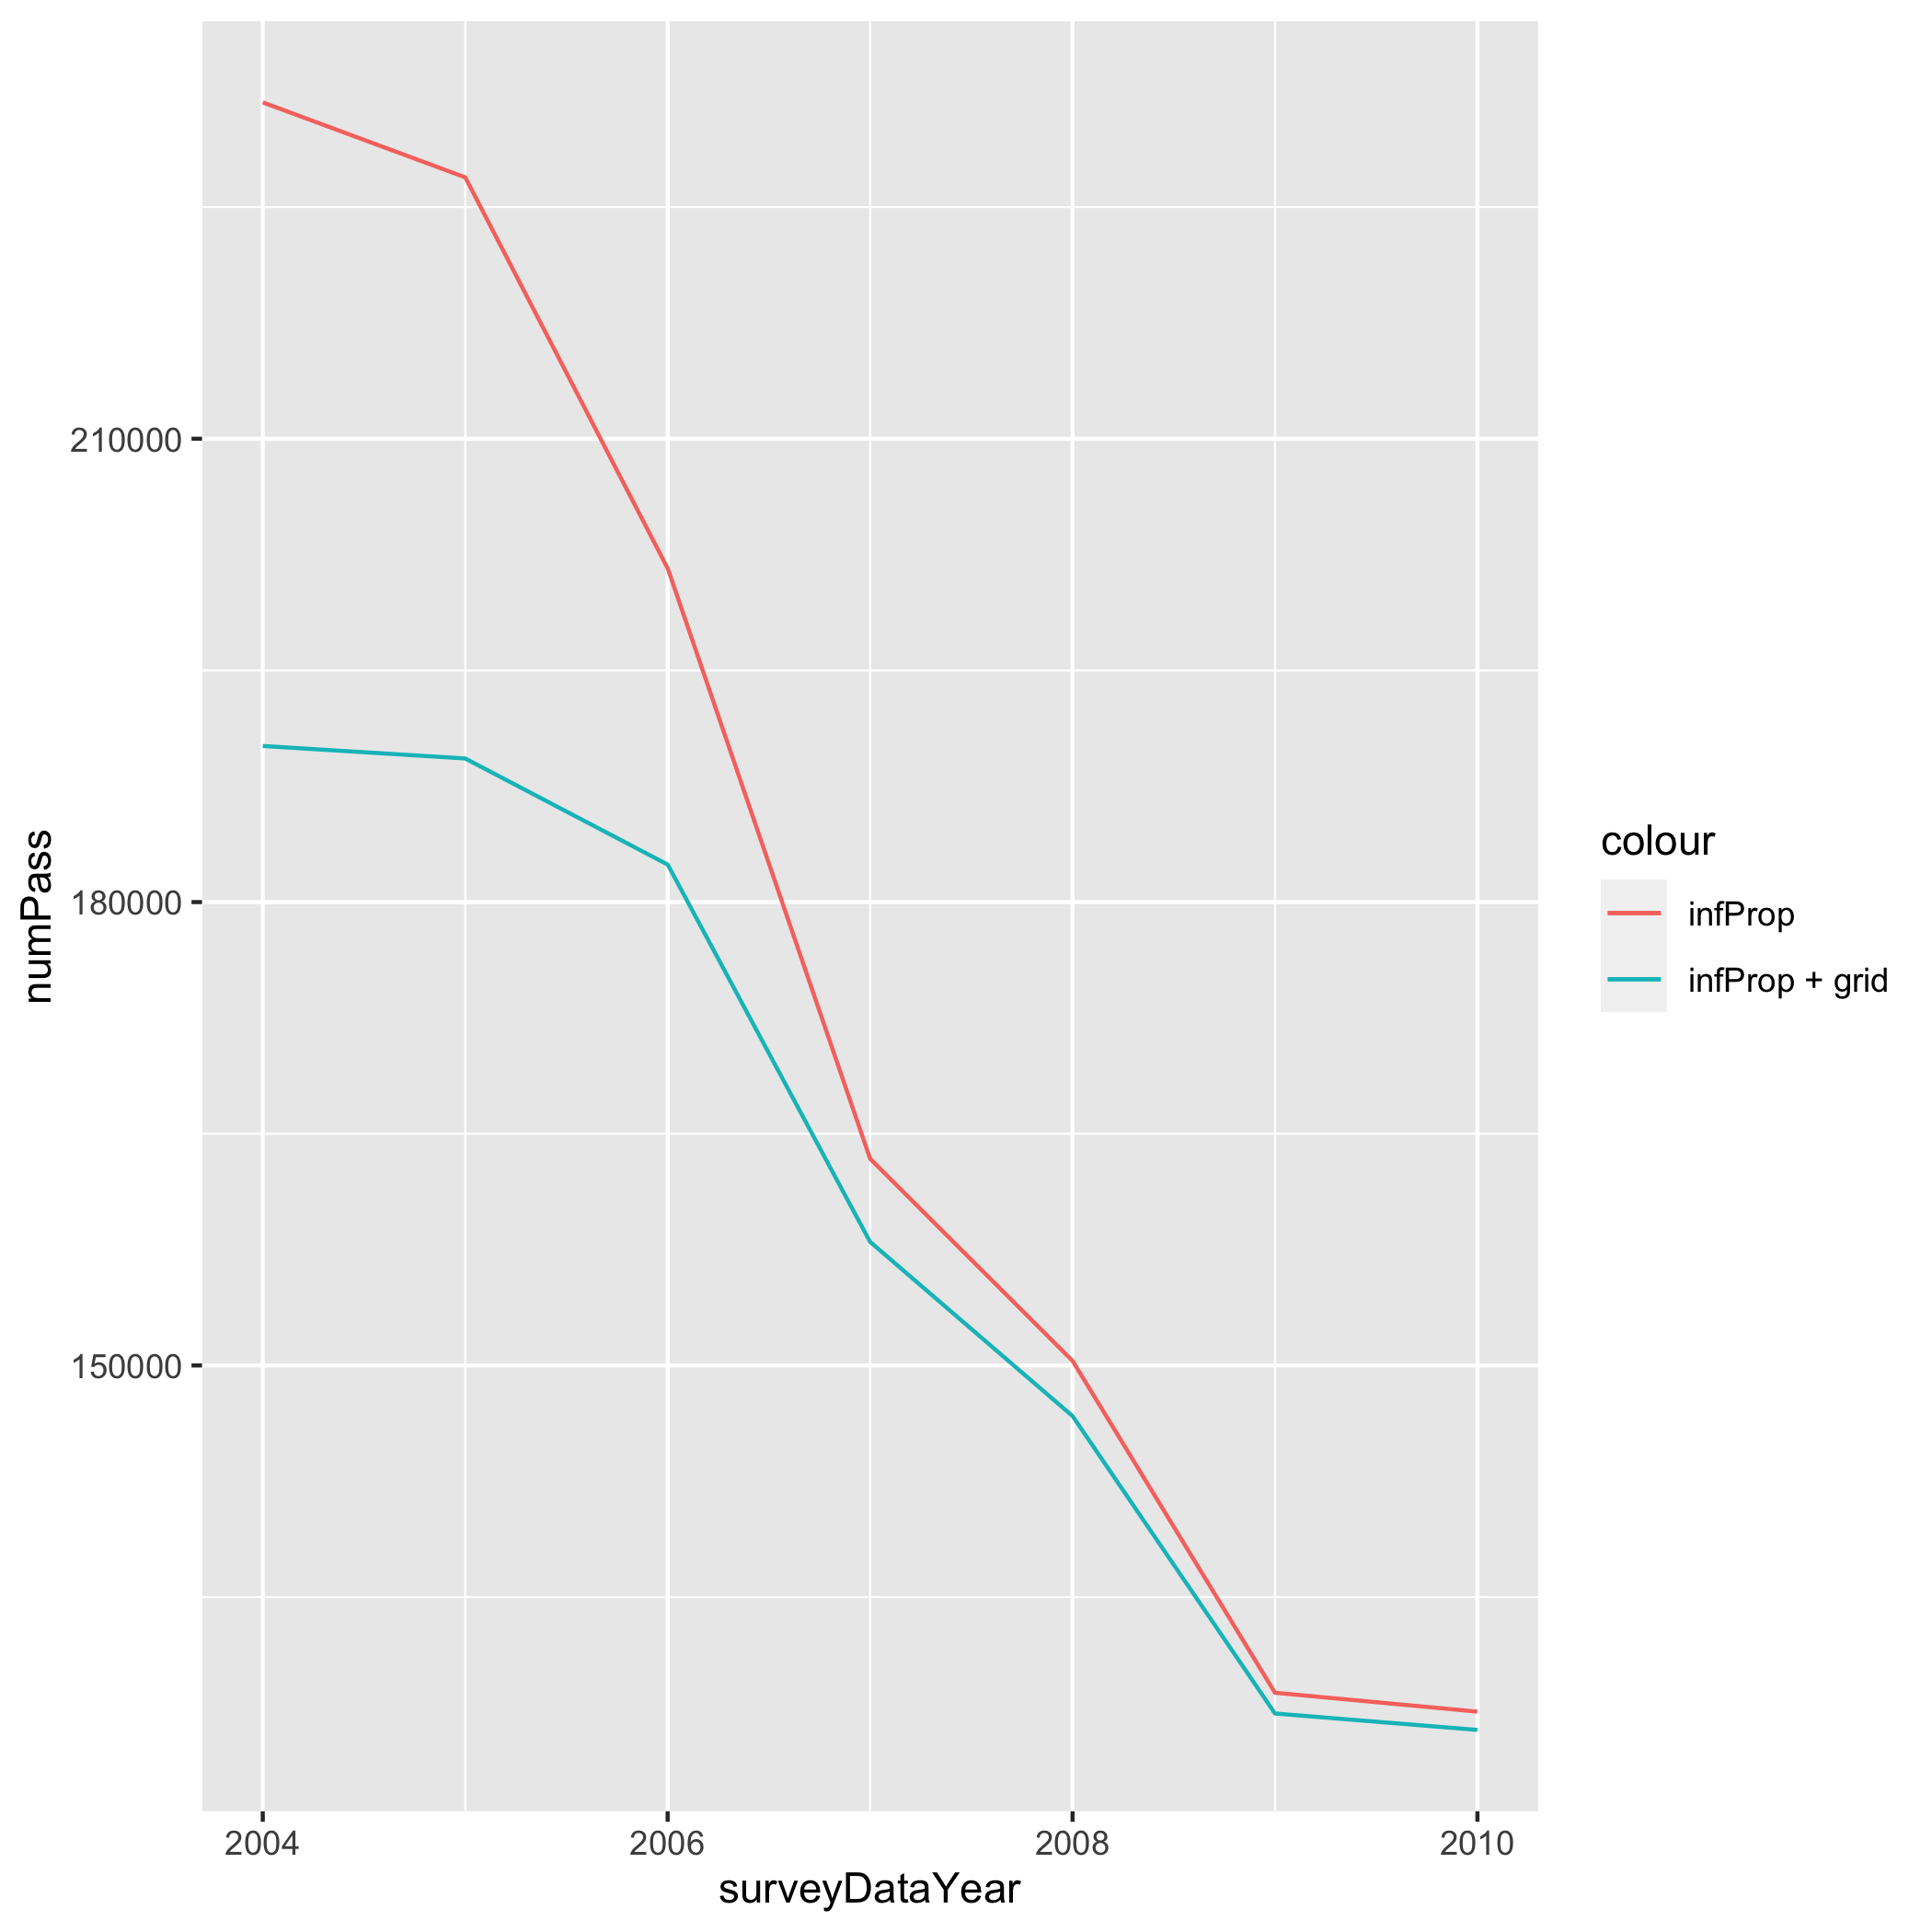 numPass
210000
180000
150000
2004
2006
2008
2010
surveyDataYear
colour
infProp
infProp + grid